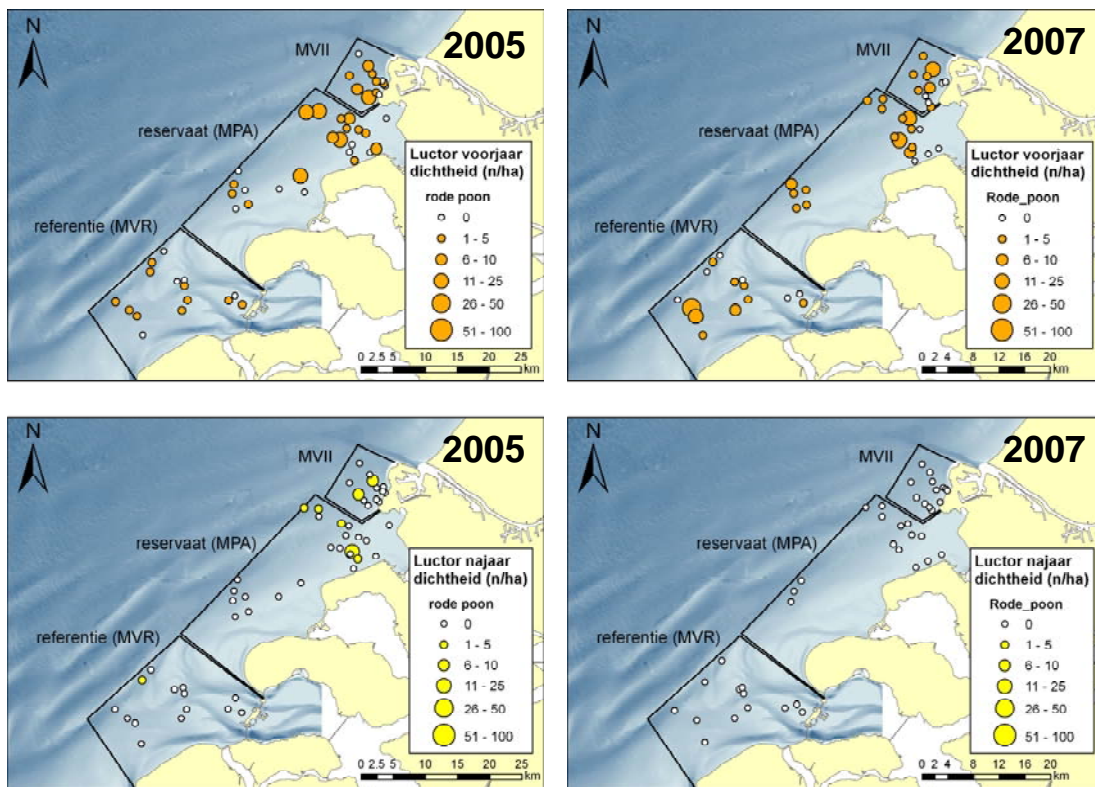 N
2005
MVII
reservaat (MPA)
referentie (MVR)
Luctor voorjaar
dichtheid (n/ha)
rode poon
0
1 - 5
6 - 10
11 - 25
26 - 50
51 - 100
0 2.5 5 10 15 20 25
km
N
2007
MVII
reservaat (MPA)
referentie (MVR)
Luctor voorjaar
dichtheid (n/ha)
Rode_poon
0
1 - 5
6 - 10
11 - 25
26 - 50
51 - 100
0 2 4 8 12 16 20
km
N
2005
MVII
reservaat (MPA)
referentie (MVR)
Luctor najaar
dichtheid (n/ha)
rode poon
0
1 - 5
6 - 10
11 - 25
26 - 50
51 - 100
0 2.5 5 10 15 20 25
km
N
2007
MVII
reservaat (MPA)
referentie (MVR)
Luctor najaar
dichtheid (n/ha)
Rode_poon
0
1 - 5
6 - 10
11 - 25
26 - 50
51 - 100
0 2 4 8 12 16 20
km